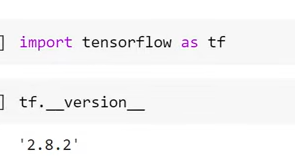 ] import tensorflow as tf
] tf.__version__
'2.8.2'